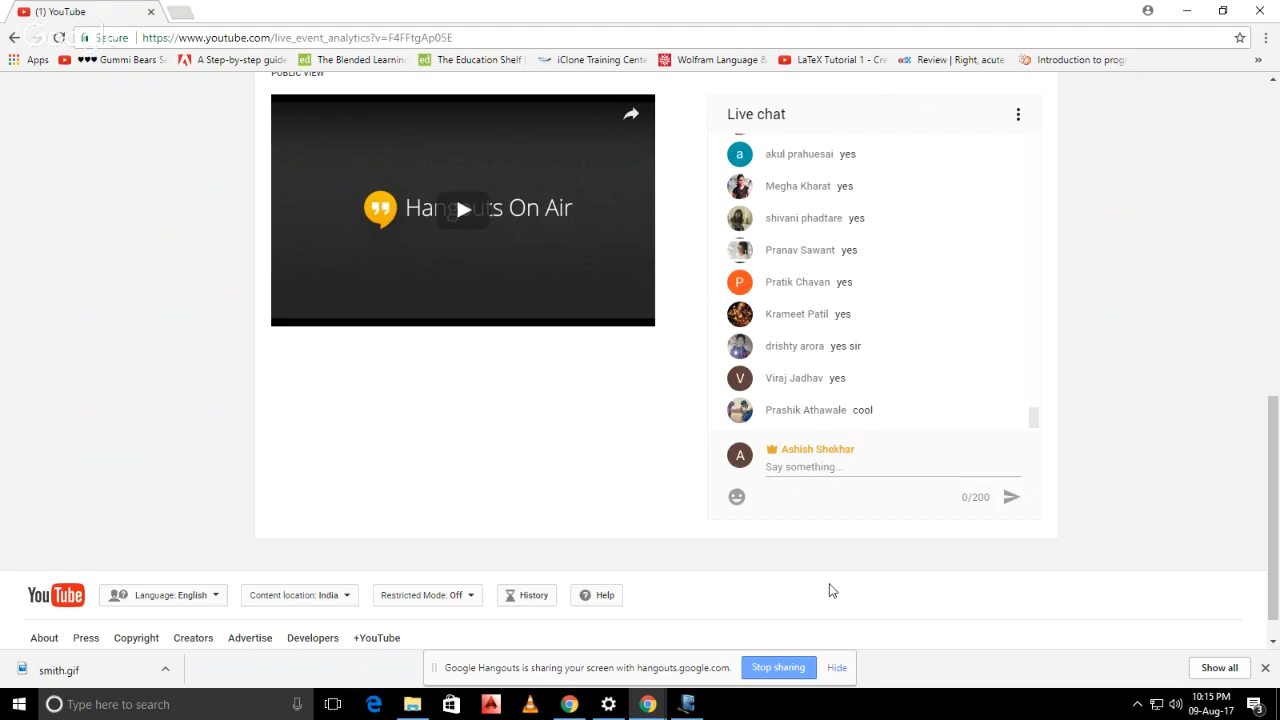 (1) YouTube
Secure https://www.youtube.com/live_event_analytics?v=F4FFtgAp05E
Apps ♥♥♥ Gummi Bears S A Step-by-step guide The Blended Learnin The Education Shelf iClone Training Cente Wolfram Language & LaTeX Tutorial 1 - Cre Review | Right, acute Introduction to prog »
PUBLIC VIEW
Live chat
Hangouts On Air
a akul prahuesai yes
Megha Kharat yes
shivani phadtare yes
Pranav Sawant yes
P Pratik Chavan yes
Krameet Patil yes
drishty arora yes sir
V Viraj Jadhav yes
Prashik Athawale cool
A Ashish Shekhar
Say something...
0/200
YouTube Language: English Content location: India Restricted Mode: Off History Help
About Press Copyright Creators Advertise Developers +YouTube
smith.gif Google Hangouts is sharing your screen with hangouts.google.com. Stop sharing Hide Show all
Type here to search 10:15 PM
09-Aug-17 3